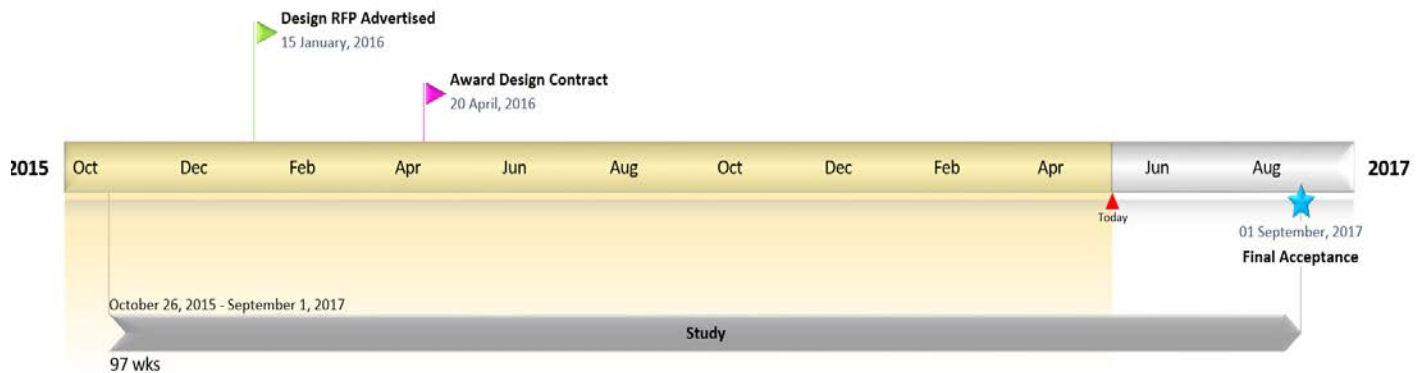 Design RFP Advertised
15 January, 2016
Award Design Contract
20 April, 2016
2015 Oct Dec Feb Apr Jun Aug Oct Dec Feb Apr Jun Aug 2017
Today
01 September, 2017
Final Acceptance
October 26, 2015 - September 1, 2017
Study
97 wks